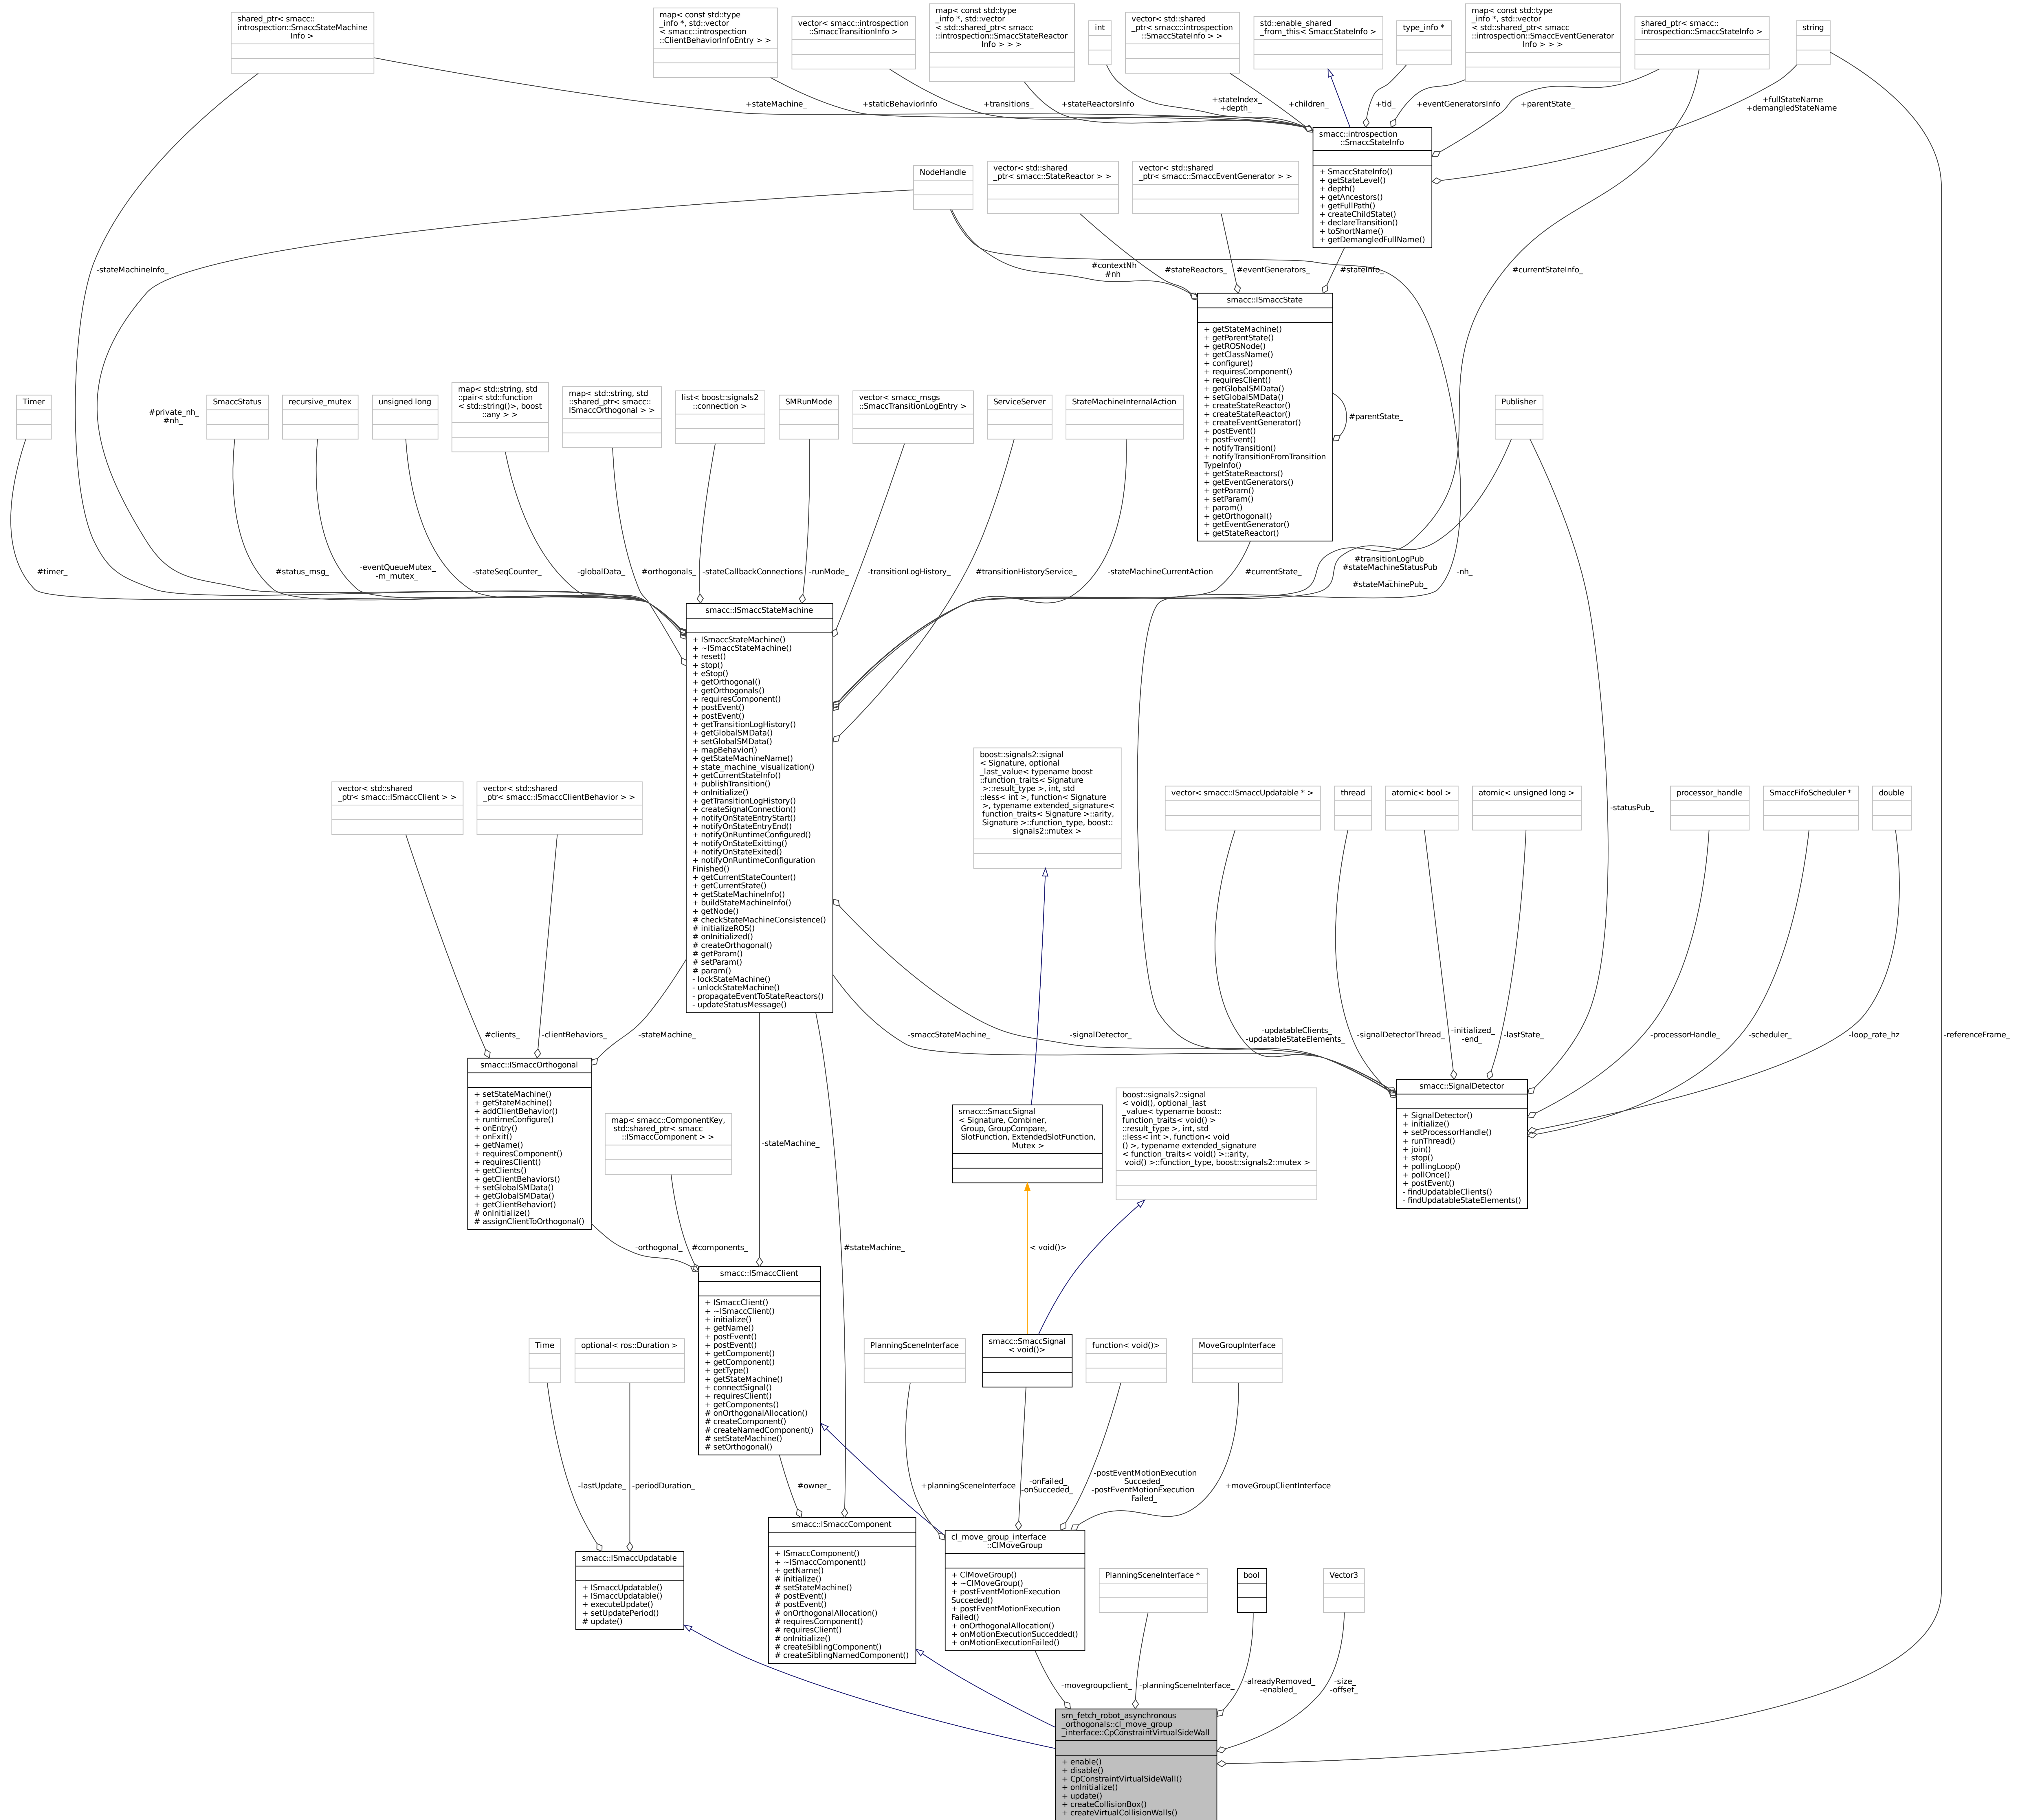 shared_ptr< smacc::
introspection::SmaccStateMachine
Info >
map< const std::type
_info *, std::vector
< smacc::introspection
::ClientBehaviorInfoEntry > >
vector< smacc::introspection
::SmaccTransitionInfo >
map< const std::type
_info *, std::vector
< std::shared_ptr< smacc
::introspection::SmaccStateReactor
Info > > >
int
vector< std::shared
_ptr< smacc::introspection
::SmaccStateInfo > >
std::enable_shared
_from_this< SmaccStateInfo >
type_info *
map< const std::type
_info *, std::vector
< std::shared_ptr< smacc
::introspection::SmaccEventGenerator
Info > > >
shared_ptr< smacc::
introspection::SmaccStateInfo >
string
+stateMachine_
+staticBehaviorInfo
+transitions_
+stateReactorsInfo
+stateIndex_
+depth_
+children_
+tid_
+eventGeneratorsInfo
+parentState_
+fullStateName
+demangledStateName
smacc::introspection
::SmaccStateInfo
+ SmaccStateInfo()
+ getStateLevel()
+ depth()
+ getAncestors()
+ getFullPath()
+ createChildState()
+ declareTransition()
+ toShortName()
+ getDemangledFullName()
NodeHandle
vector< std::shared
_ptr< smacc::StateReactor > >
vector< std::shared
_ptr< smacc::SmaccEventGenerator > >
-stateMachineInfo_
#contextNh
#nh
#stateReactors_
#eventGenerators_
#stateInfo_
#currentStateInfo_
smacc::ISmaccState
+ getStateMachine()
+ getParentState()
+ getROSNode()
+ getClassName()
+ configure()
+ requiresComponent()
+ requiresClient()
+ getGlobalSMData()
+ setGlobalSMData()
+ createStateReactor()
+ createStateReactor()
+ createEventGenerator()
+ postEvent()
+ postEvent()
+ notifyTransition()
+ notifyTransitionFromTransition
TypeInfo()
+ getStateReactors()
+ getEventGenerators()
+ getParam()
+ setParam()
+ param()
+ getOrthogonal()
+ getEventGenerator()
+ getStateReactor()
#parentState_
Timer
#private_nh_
#nh_
SmaccStatus
recursive_mutex
unsigned long
map< std::string, std
::pair< std::function
< std::string()>, boost
::any > >
map< std::string, std
::shared_ptr< smacc::
ISmaccOrthogonal > >
list< boost::signals2
::connection >
SMRunMode
vector< smacc_msgs
::SmaccTransitionLogEntry >
ServiceServer
StateMachineInternalAction
Publisher
#timer_
#status_msg_
-eventQueueMutex_
-m_mutex_
-stateSeqCounter_
-globalData_
#orthogonals_
-stateCallbackConnections
-runMode_
-transitionLogHistory_
#transitionHistoryService_
-stateMachineCurrentAction
#currentState_
#transitionLogPub_
#stateMachineStatusPub
_
#stateMachinePub_
-nh_
smacc::ISmaccStateMachine
+ ISmaccStateMachine()
+ ~ISmaccStateMachine()
+ reset()
+ stop()
+ eStop()
+ getOrthogonal()
+ getOrthogonals()
+ requiresComponent()
+ postEvent()
+ postEvent()
+ getTransitionLogHistory()
+ getGlobalSMData()
+ setGlobalSMData()
+ mapBehavior()
+ getStateMachineName()
+ state_machine_visualization()
+ getCurrentStateInfo()
+ publishTransition()
+ onInitialize()
+ getTransitionLogHistory()
+ createSignalConnection()
+ notifyOnStateEntryStart()
+ notifyOnStateEntryEnd()
+ notifyOnRuntimeConfigured()
+ notifyOnStateExitting()
+ notifyOnStateExited()
+ notifyOnRuntimeConfiguration
Finished()
+ getCurrentStateCounter()
+ getCurrentState()
+ getStateMachineInfo()
+ buildStateMachineInfo()
+ getNode()
# checkStateMachineConsistence()
# initializeROS()
# onInitialized()
# createOrthogonal()
# getParam()
# setParam()
# param()
- lockStateMachine()
- unlockStateMachine()
- propagateEventToStateReactors()
- updateStatusMessage()
vector< std::shared
_ptr< smacc::ISmaccClient > >
vector< std::shared
_ptr< smacc::ISmaccClientBehavior > >
boost::signals2::signal
< Signature, optional
_last_value< typename boost
::function_traits< Signature
>::result_type >, int, std
::less< int >, function< Signature
>, typename extended_signature<
function_traits< Signature >::arity,
Signature >::function_type, boost::
signals2::mutex >
vector< smacc::ISmaccUpdatable * >
thread
atomic< bool >
atomic< unsigned long >
-statusPub_
processor_handle
SmaccFifoScheduler *
double
#clients_
-clientBehaviors_
-stateMachine_
-smaccStateMachine_
-signalDetector_
-updatableClients_
-updatableStateElements_
-signalDetectorThread_
-initialized_
-end_
-lastState_
-processorHandle_
-scheduler_
-loop_rate_hz
-referenceFrame_
smacc::ISmaccOrthogonal
+ setStateMachine()
+ getStateMachine()
+ addClientBehavior()
+ runtimeConfigure()
+ onEntry()
+ onExit()
+ getName()
+ requiresComponent()
+ requiresClient()
+ getClients()
+ getClientBehaviors()
+ setGlobalSMData()
+ getGlobalSMData()
+ getClientBehavior()
# onInitialize()
# assignClientToOrthogonal()
map< smacc::ComponentKey,
std::shared_ptr< smacc
::ISmaccComponent > >
-stateMachine_
smacc::SmaccSignal
< Signature, Combiner,
Group, GroupCompare,
SlotFunction, ExtendedSlotFunction,
Mutex >
boost::signals2::signal
< void(), optional_last
_value< typename boost::
function_traits< void() >
::result_type >, int, std
::less< int >, function< void
() >, typename extended_signature
< function_traits< void() >::arity,
void() >::function_type, boost::signals2::mutex >
smacc::SignalDetector
+ SignalDetector()
+ initialize()
+ setProcessorHandle()
+ runThread()
+ join()
+ stop()
+ pollingLoop()
+ pollOnce()
+ postEvent()
- findUpdatableClients()
- findUpdatableStateElements()
-orthogonal_
#components_
#stateMachine_
< void()>
smacc::ISmaccClient
+ ISmaccClient()
+ ~ISmaccClient()
+ initialize()
+ getName()
+ postEvent()
+ postEvent()
+ getComponent()
+ getComponent()
+ getType()
+ getStateMachine()
+ connectSignal()
+ requiresClient()
+ getComponents()
# onOrthogonalAllocation()
# createComponent()
# createNamedComponent()
# setStateMachine()
# setOrthogonal()
Time
optional< ros::Duration >
PlanningSceneInterface
smacc::SmaccSignal
< void()>
function< void()>
MoveGroupInterface
-lastUpdate_
-periodDuration_
#owner_
+planningSceneInterface
-onFailed_
-onSucceded_
-postEventMotionExecution
Succeded_
-postEventMotionExecution
Failed_
+moveGroupClientInterface
smacc::ISmaccUpdatable
+ ISmaccUpdatable()
+ ISmaccUpdatable()
+ executeUpdate()
+ setUpdatePeriod()
# update()
smacc::ISmaccComponent
+ ISmaccComponent()
+ ~ISmaccComponent()
+ getName()
# initialize()
# setStateMachine()
# postEvent()
# postEvent()
# onOrthogonalAllocation()
# requiresComponent()
# requiresClient()
# onInitialize()
# createSiblingComponent()
# createSiblingNamedComponent()
cl_move_group_interface
::ClMoveGroup
+ ClMoveGroup()
+ ~ClMoveGroup()
+ postEventMotionExecution
Succeded()
+ postEventMotionExecution
Failed()
+ onOrthogonalAllocation()
+ onMotionExecutionSuccedded()
+ onMotionExecutionFailed()
PlanningSceneInterface *
bool
Vector3
-movegroupclient_
-planningSceneInterface_
-alreadyRemoved_
-enabled_
-size_
-offset_
sm_fetch_robot_asynchronous
_orthogonals::cl_move_group
_interface::CpConstraintVirtualSideWall
+ enable()
+ disable()
+ CpConstraintVirtualSideWall()
+ onInitialize()
+ update()
+ createCollisionBox()
+ createVirtualCollisionWalls()